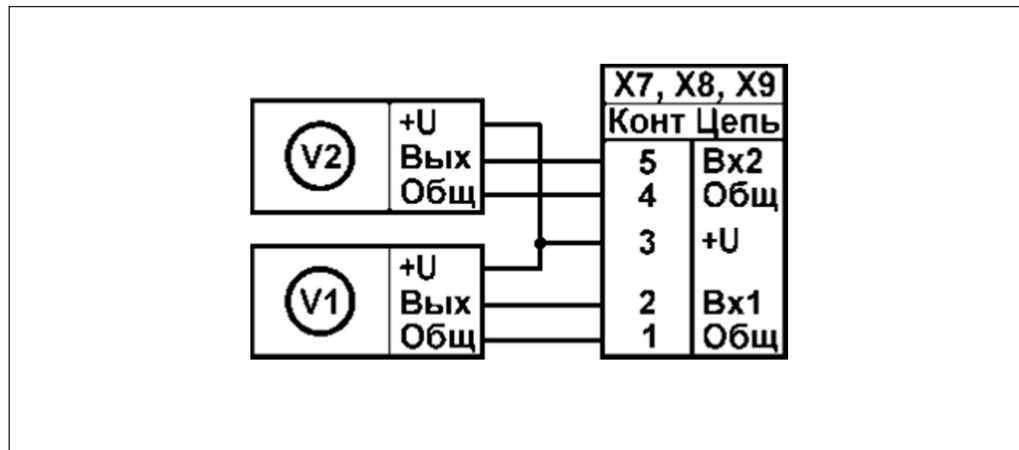 X7, X8, X9
Конт Цепь
5 Вх2
4 Общ
3 +U
2 Вх1
1 Общ
V2
+U
Вых
Общ
V1
+U
Вых
Общ